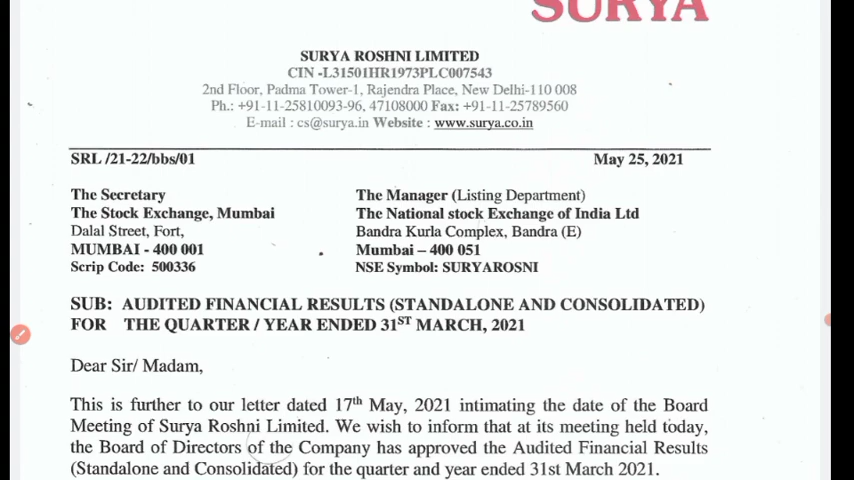 SURYA
SURYA ROSHNI LIMITED
CIN -L31501HR1973PLC007543
2nd Floor, Padma Tower-1, Rajendra Place, New Delhi-110 008
Ph.: +91-11-25810093-96, 47108000 Fax: +91-11-25789560
E-mail : cs@surya.in Website : www.surya.co.in
SRL /21-22/bbs/01 May 25, 2021
The Secretary
The Stock Exchange, Mumbai
Dalal Street, Fort,
MUMBAI - 400 001
Scrip Code: 500336
The Manager (Listing Department)
The National stock Exchange of India Ltd
Bandra Kurla Complex, Bandra (E)
Mumbai – 400 051
NSE Symbol: SURYAROSNI
SUB: AUDITED FINANCIAL RESULTS (STANDALONE AND CONSOLIDATED)
FOR THE QUARTER / YEAR ENDED 31ST MARCH, 2021
Dear Sir/ Madam,
This is further to our letter dated 17th May, 2021 intimating the date of the Board
Meeting of Surya Roshni Limited. We wish to inform that at its meeting held today,
the Board of Directors of the Company has approved the Audited Financial Results
(Standalone and Consolidated) for the quarter and year ended 31st March 2021.